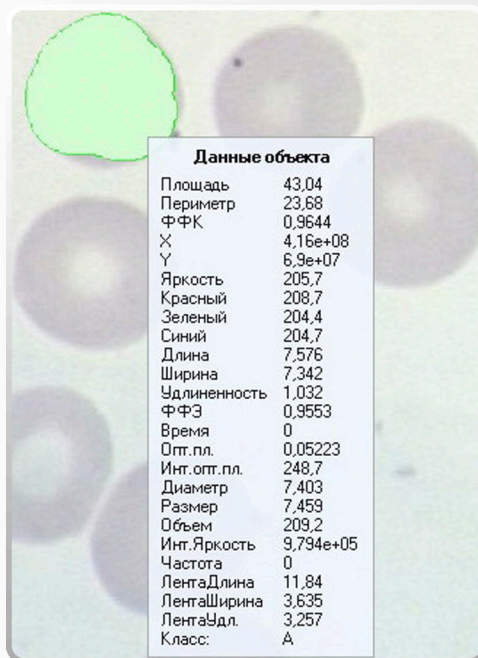 Данные объекта
Площадь 43,04
Периметр 23,68
ФФК 0,9644
X 4,16e+08
Y 6,9e+07
Яркость 205,7
Красный 208,7
Зеленый 204,4
Синий 204,7
Длина 7,576
Ширина 7,342
Удлиненность 1,032
ФФЭ 0,9553
Время 0
Опт.пл. 0,05223
Инт.опт.пл. 248,7
Диаметр 7,403
Размер 7,459
Объем 209,2
Инт.Яркость 9,794e+05
Частота 0
ЛентаДлина 11,84
ЛентаШирина 3,635
ЛентаУдл. 3,257
Класс: A